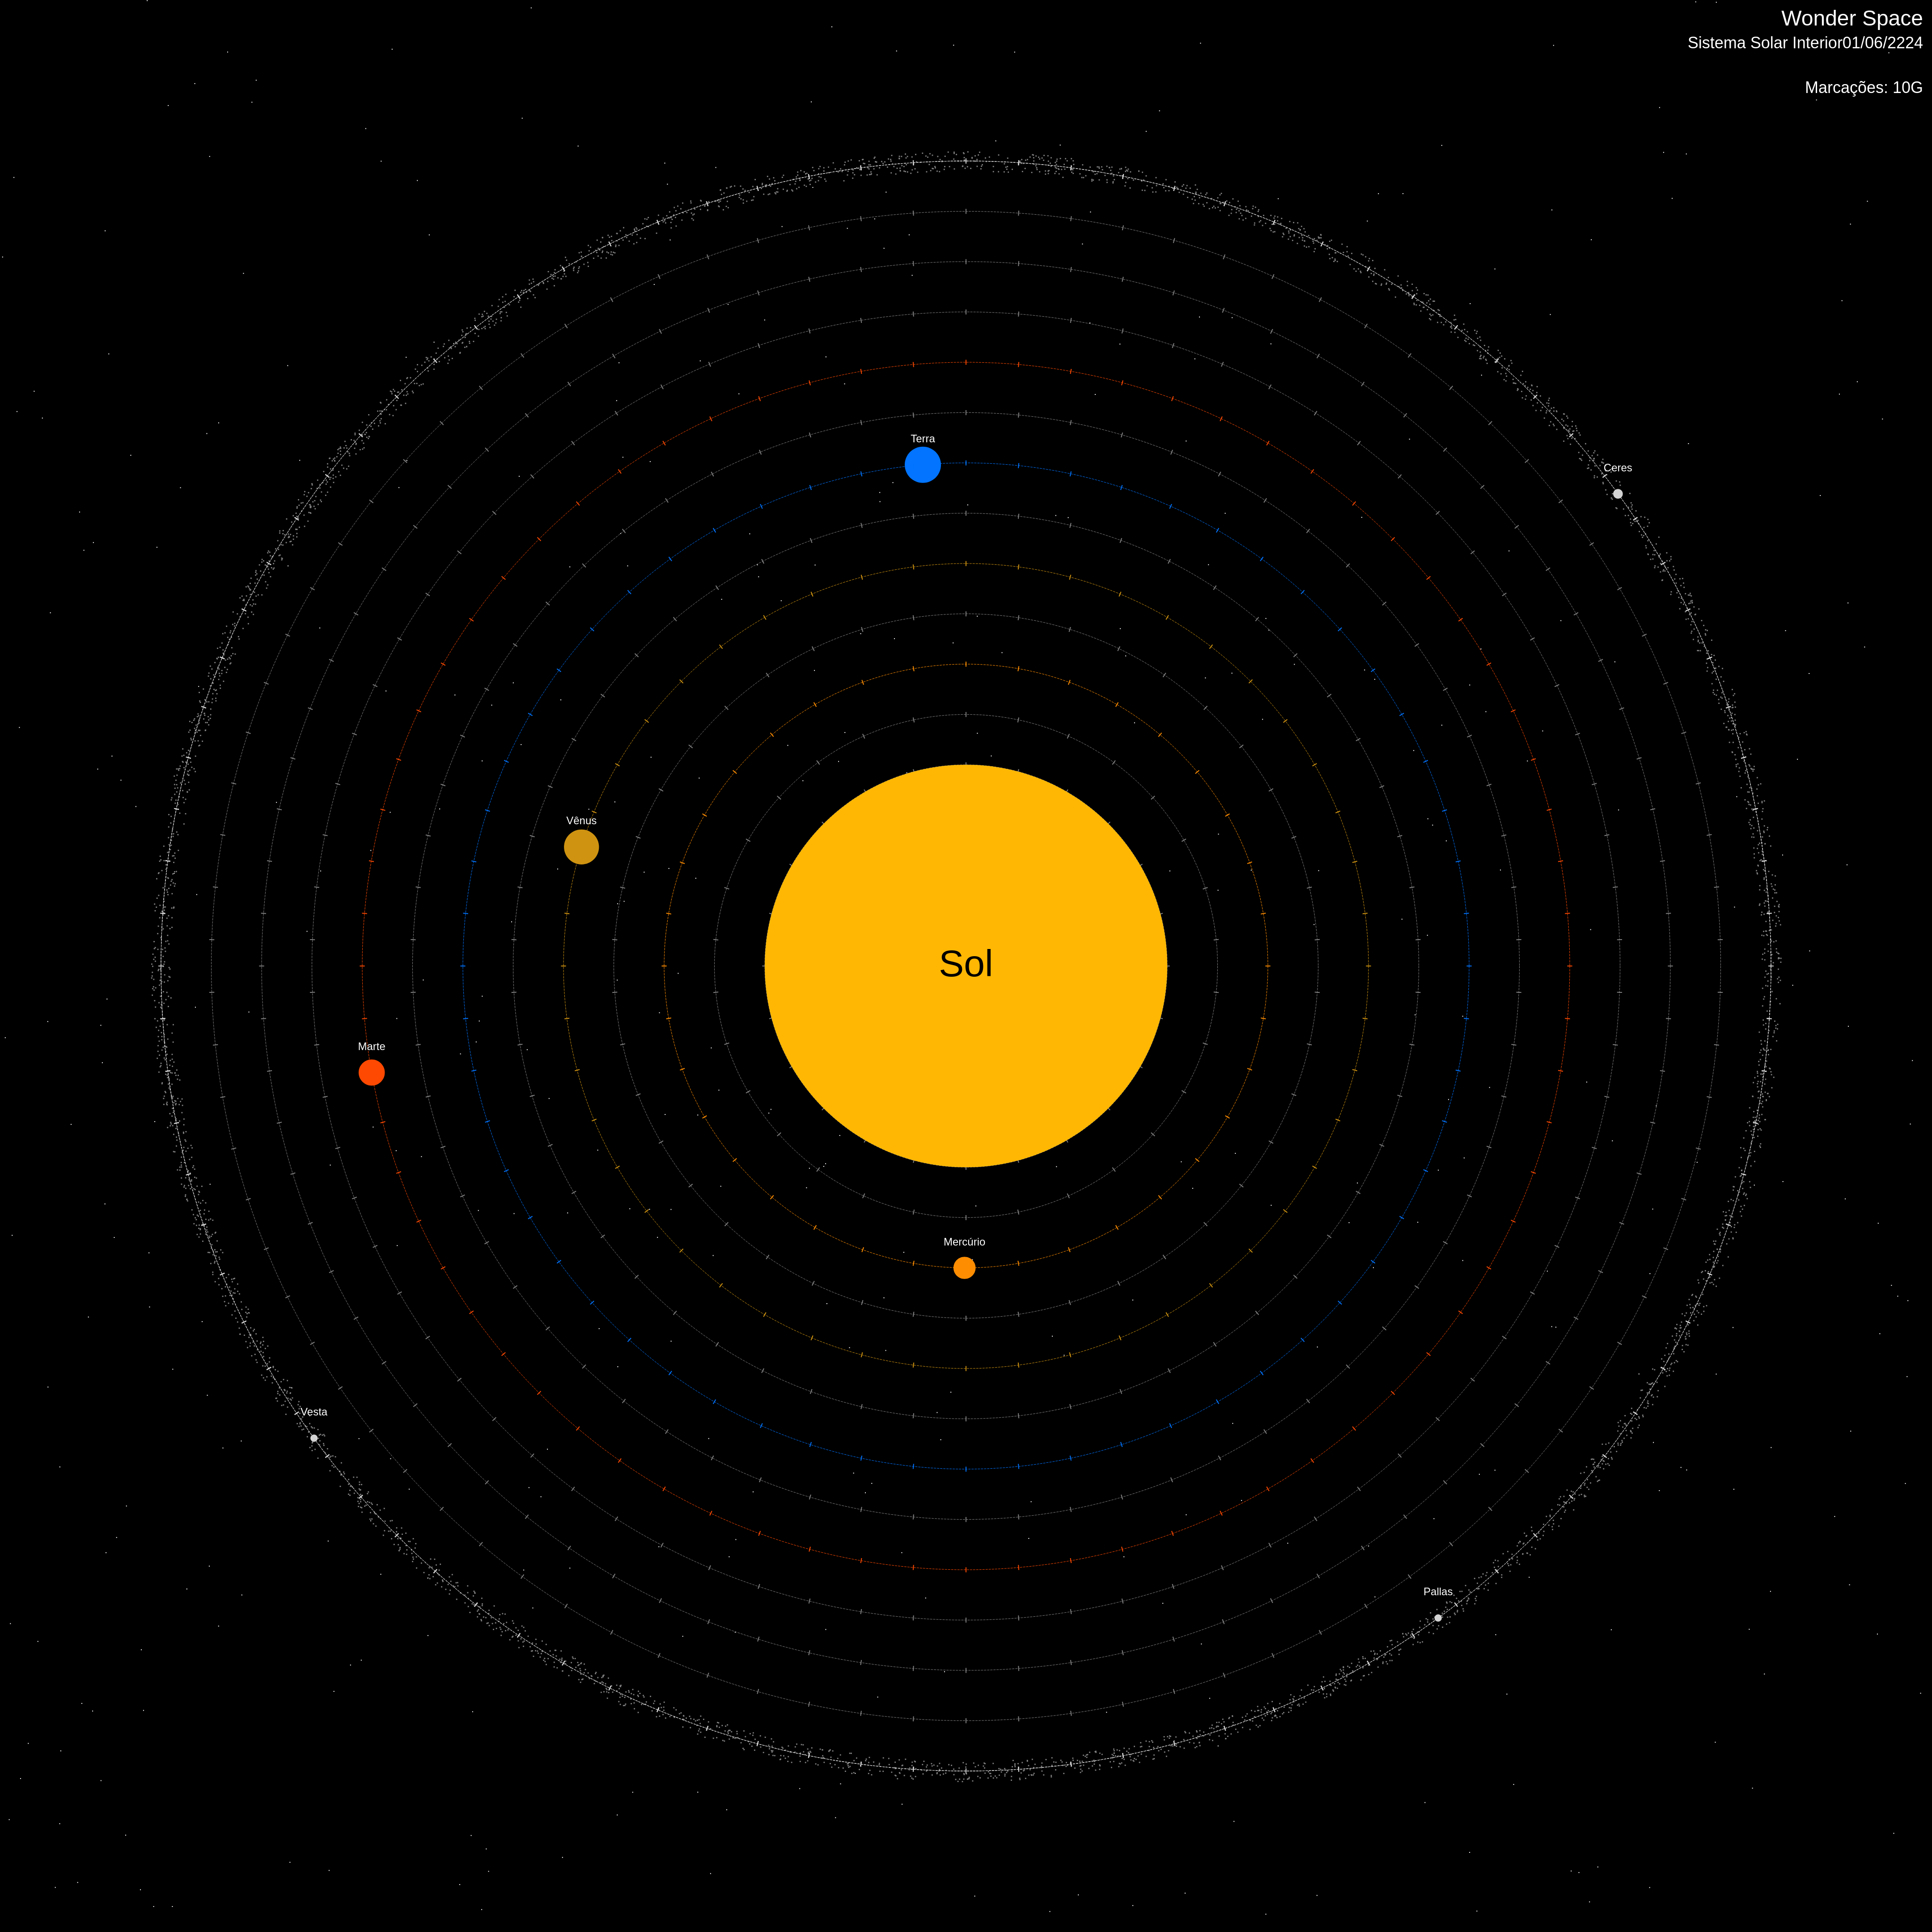 Wonder Space
Sistema Solar Interior01/06/2224
Marcações: 10G
Terra
Ceres
Vênus
Sol
Marte
Mercúrio
Vesta
Pallas